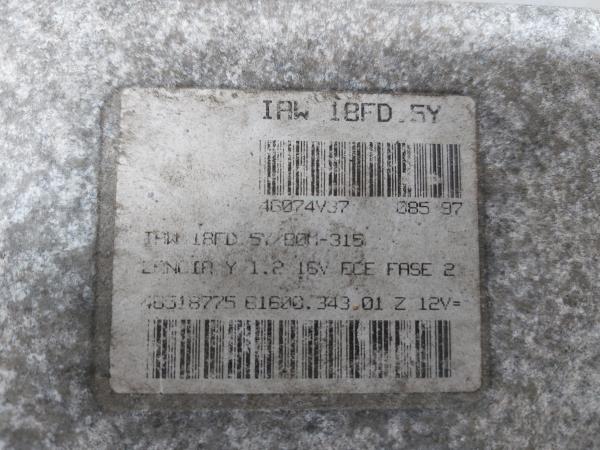 IAW 18FD.5Y
46074V37 085 97
IAW 18FD.5Y/80M-315
LANCIA Y 1.2 16V ECE FASE 2
46518775 61600.343.01 Z 12V=